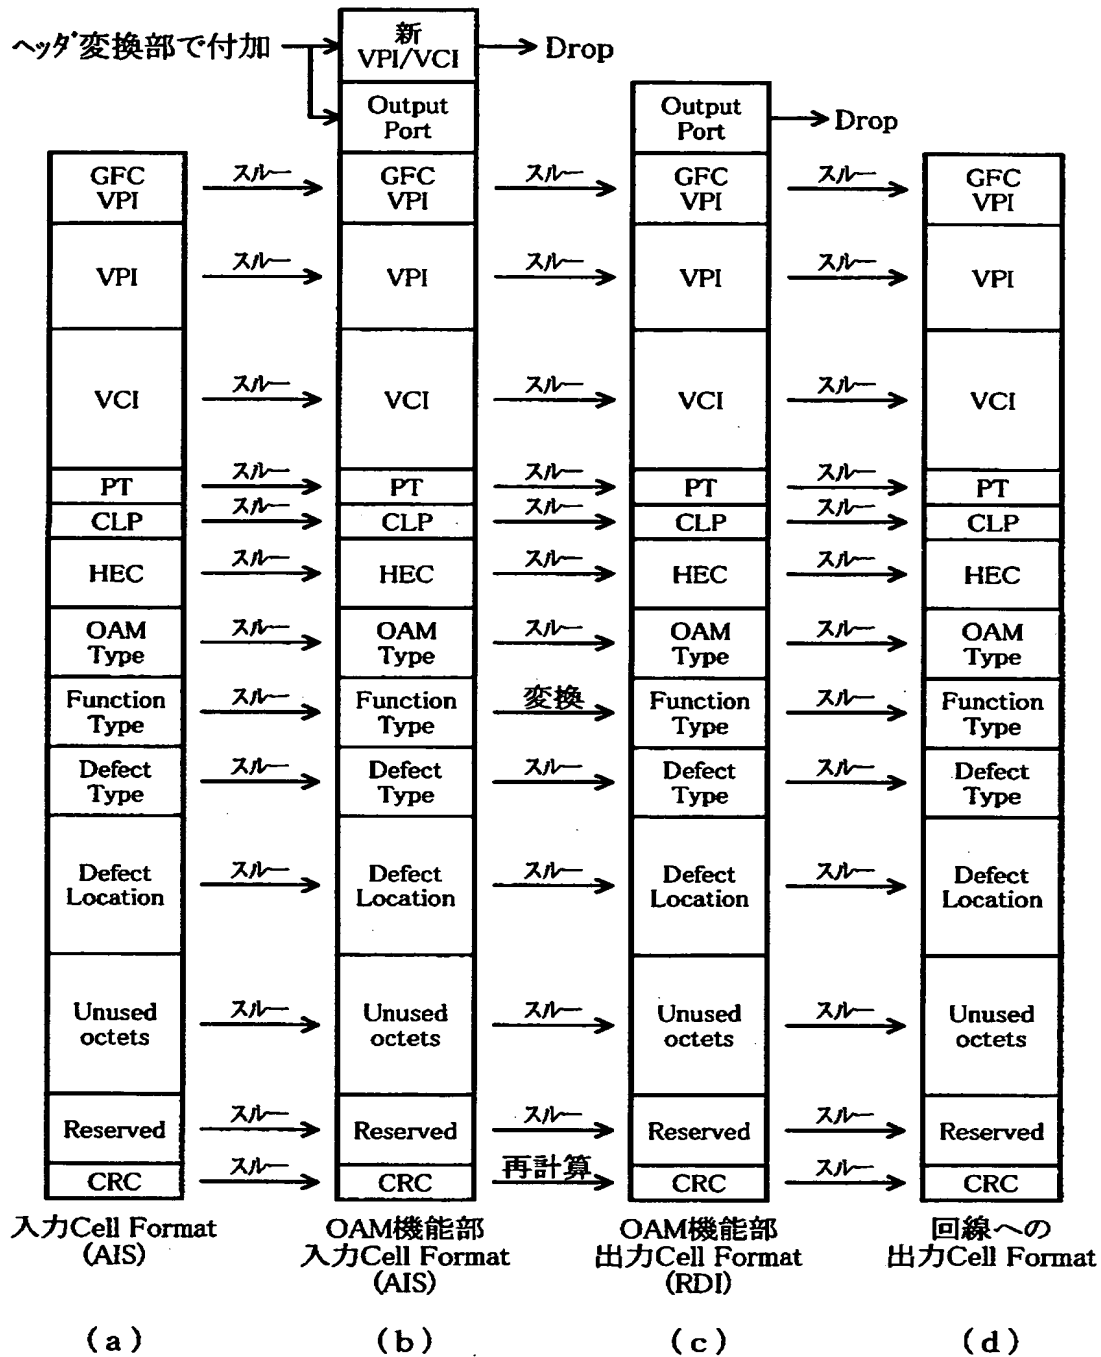 ヘッダ変換部で付加
新
VPI/VCI
Drop
Output
Port
Output
Port
Drop
GFC
VPI
スルー
GFC
VPI
スルー
GFC
VPI
スルー
GFC
VPI
VPI
スルー
VPI
スルー
VPI
スルー
VPI
VCI
スルー
VCI
スルー
VCI
スルー
VCI
PT
スルー
PT
スルー
PT
スルー
PT
CLP
スルー
CLP
スルー
CLP
スルー
CLP
HEC
スルー
HEC
スルー
HEC
スルー
HEC
OAM
Type
スルー
OAM
Type
スルー
OAM
Type
スルー
OAM
Type
Function
Type
スルー
Function
Type
変換
Function
Type
スルー
Function
Type
Defect
Type
スルー
Defect
Type
スルー
Defect
Type
スルー
Defect
Type
Defect
Location
スルー
Defect
Location
スルー
Defect
Location
スルー
Defect
Location
Unused
octets
スルー
Unused
octets
スルー
Unused
octets
スルー
Unused
octets
Reserved
スルー
Reserved
スルー
Reserved
スルー
Reserved
CRC
スルー
CRC
再計算
CRC
スルー
CRC
入力Cell Format
(AIS)
OAM機能部
入力Cell Format
(AIS)
OAM機能部
出力Cell Format
(RDI)
回線への
出力Cell Format
(a)
(b)
(c)
(d)